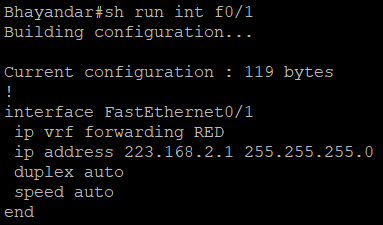 Bhayandar#sh run int f0/1
Building configuration...
Current configuration : 119 bytes
!
interface FastEthernet0/1
 ip vrf forwarding RED
 ip address 223.168.2.1 255.255.255.0
 duplex auto
 speed auto
end